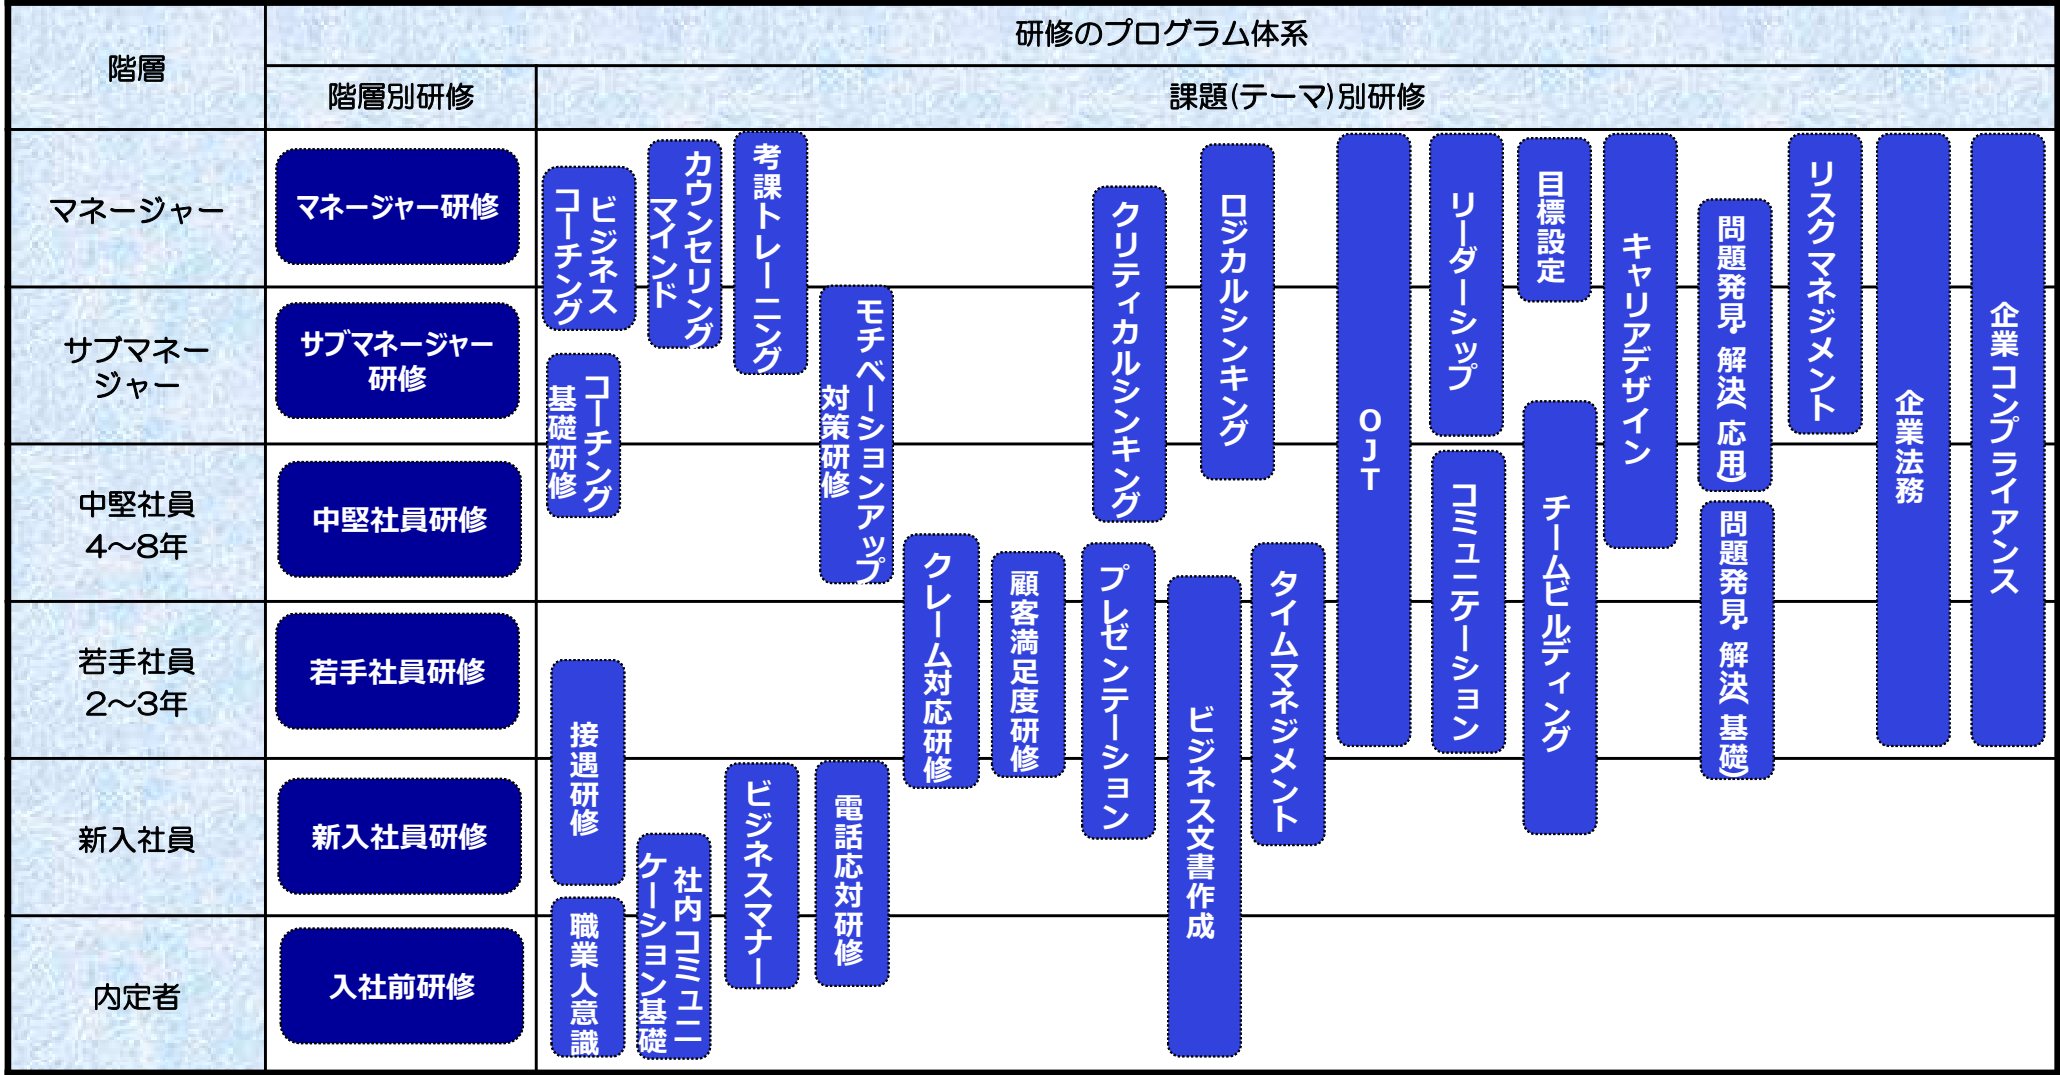 研修のプログラム体系
階層
階層別研修
課題(テーマ)別研修
マネージャー
マネージャー研修
サブマネー
ジャー
サブマネージャー
研修
中堅社員
4～8年
中堅社員研修
若手社員
2～3年
若手社員研修
新入社員
新入社員研修
内定者
入社前研修
ビジネス
コーチング
カウンセリング
マインド
考課トレーニング
コーチング
基礎研修
モチベーションアップ
対策研修
クリティカルシンキング
ロジカルシンキング
OJT
リーダーシップ
目標設定
キャリアデザイン
問題発見・解決(応用)
リスクマネジメント
企業法務
企業コンプライアンス
クレーム対応研修
顧客満足度研修
プレゼンテーション
ビジネス文書作成
タイムマネジメント
コミュニケーション
チームビルディング
問題発見・解決(基礎)
接遇研修
職業人意識
社内コミュニ
ケーション基礎
ビジネスマナー
電話応対研修